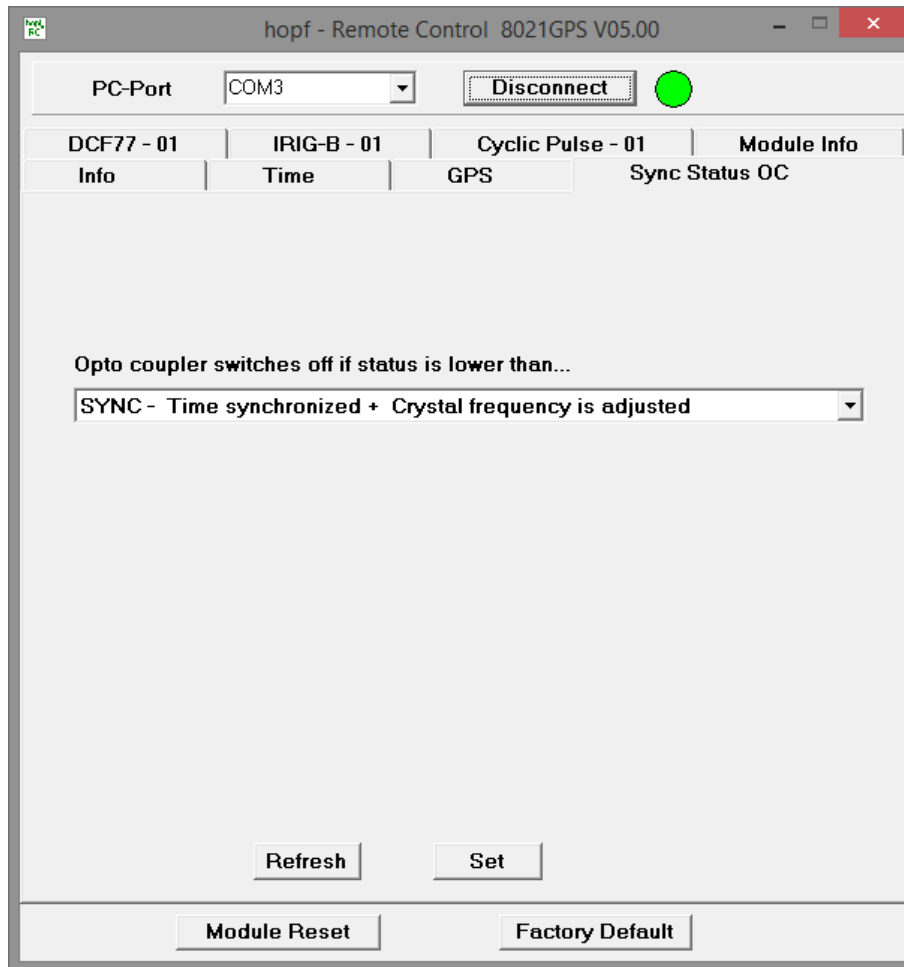 hopf RC
hopf - Remote Control 8021GPS V05.00
PC-Port COM3 Disconnect
DCF77 - 01 IRIG-B - 01 Cyclic Pulse - 01 Module Info
Info Time GPS Sync Status OC
Opto coupler switches off if status is lower than...
SYNC - Time synchronized + Crystal frequency is adjusted
Refresh Set
Module Reset Factory Default